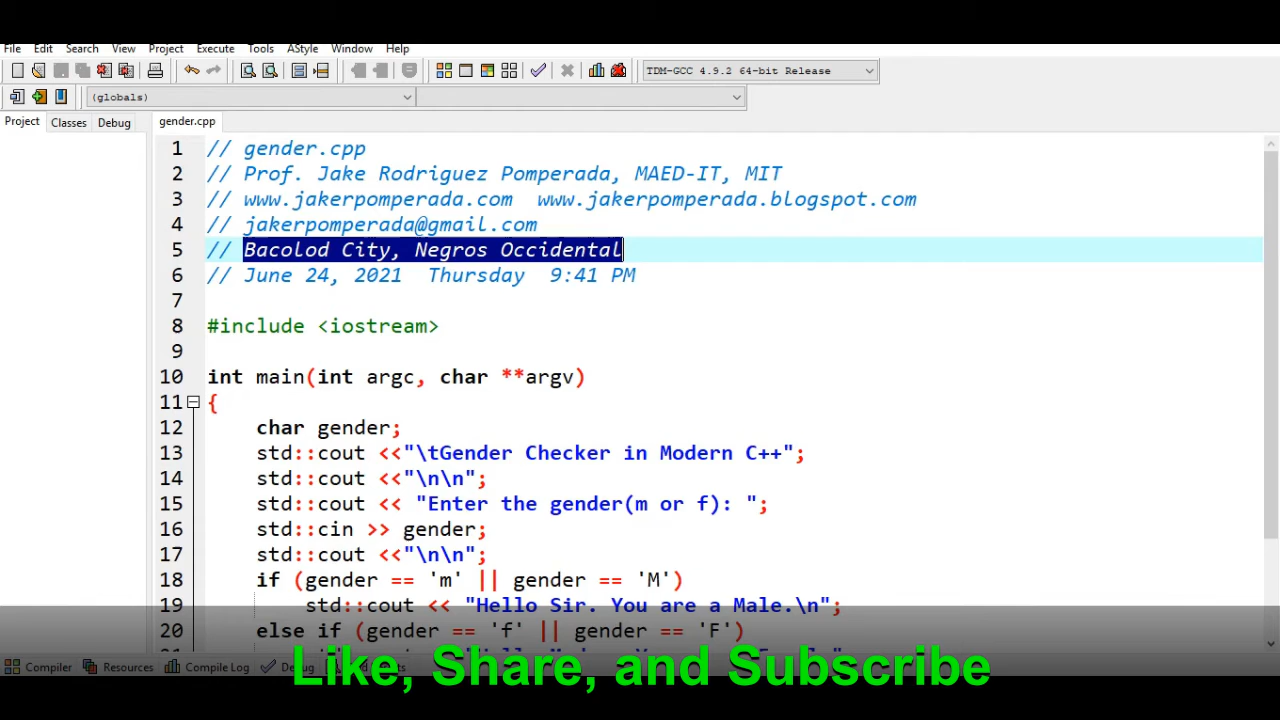 File Edit Search View Project Execute Tools AStyle Window Help
TDM-GCC 4.9.2 64-bit Release
(globals)
Project Classes Debug gender.cpp
1 // gender.cpp
2 // Prof. Jake Rodriguez Pomperada, MAED-IT, MIT
3 // www.jakerpomperada.com www.jakerpomperada.blogspot.com
4 // jakerpomperada@gmail.com
5 // Bacolod City, Negros Occidental
6 // June 24, 2021 Thursday 9:41 PM
7
8 #include <iostream>
9
10 int main(int argc, char **argv)
11 {
12 char gender;
13 std::cout <<"\tGender Checker in Modern C++";
14 std::cout <<"\n\n";
15 std::cout << "Enter the gender(m or f): ";
16 std::cin >> gender;
17 std::cout <<"\n\n";
18 if (gender == 'm' || gender == 'M')
19 std::cout << "Hello Sir. You are a Male.\n";
20 else if (gender == 'f' || gender == 'F')
Compiler Resources Compile Log Debug
Like, Share, and Subscribe